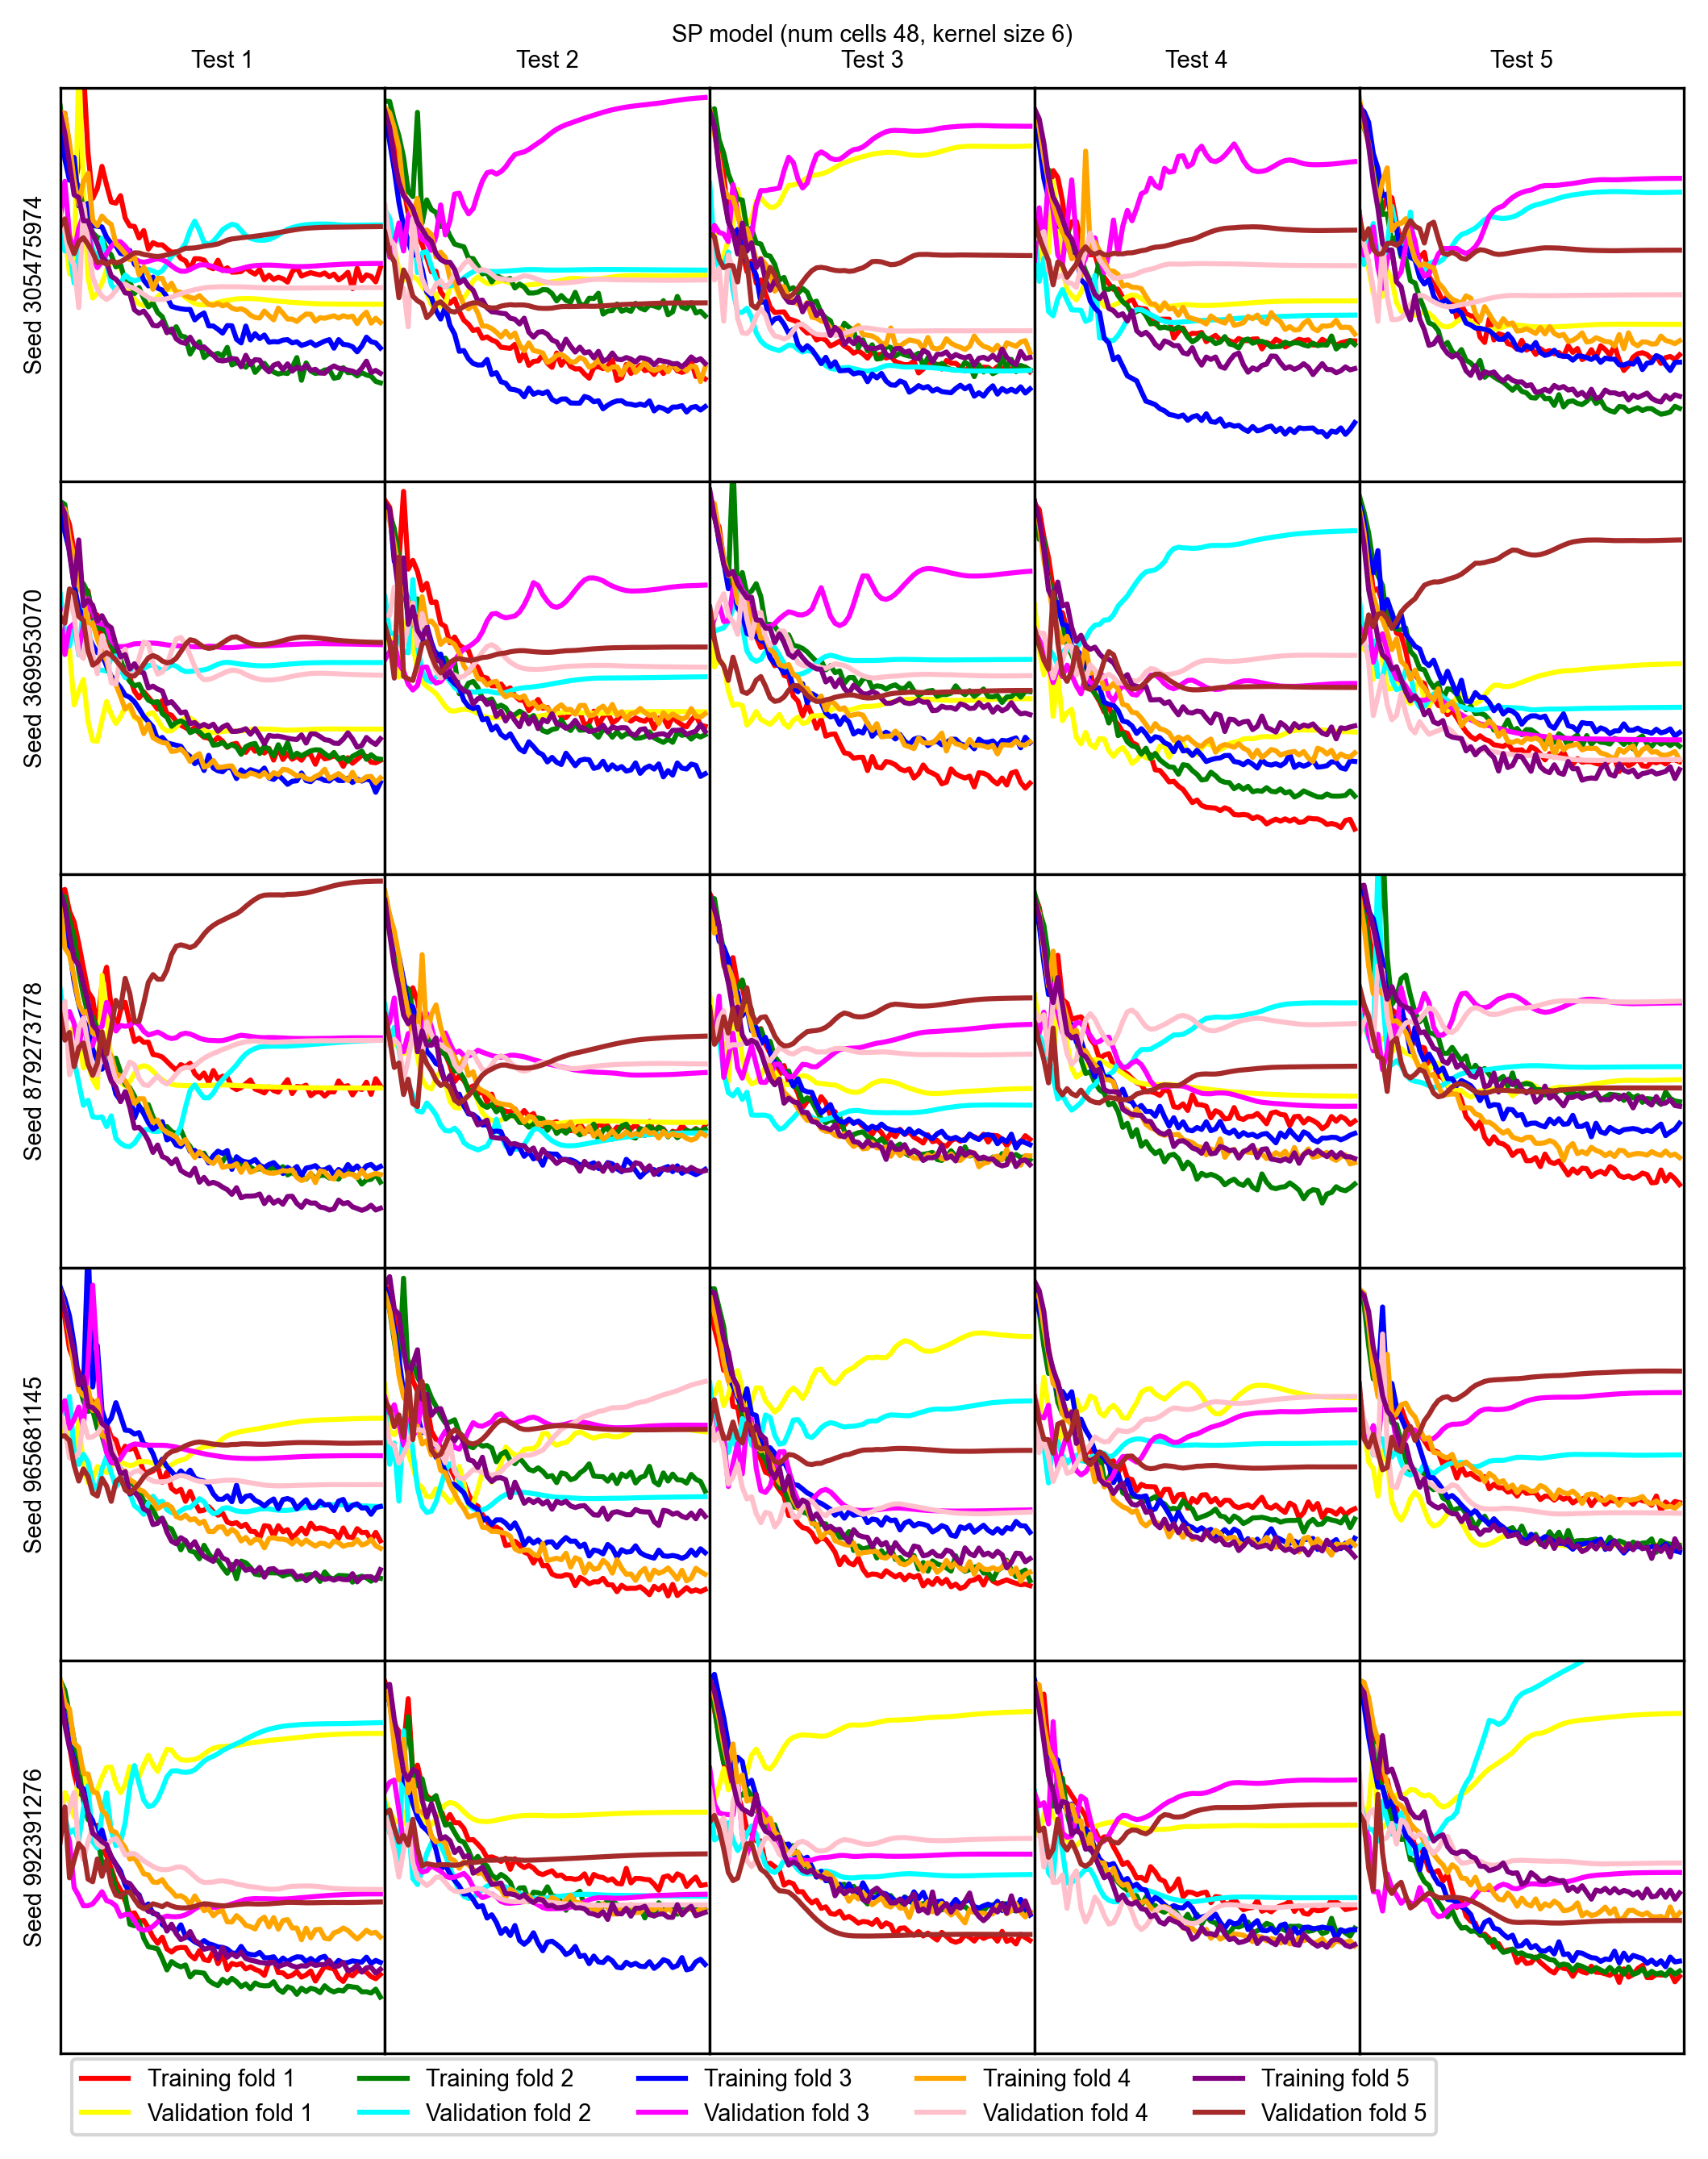 SP model (num cells 48, kernel size 6)
Test 1 Test 2 Test 3 Test 4 Test 5
Seed 305475974
Seed 369953070
Seed 879273778
Seed 965681145
Seed 992391276
Training fold 1 Training fold 2 Training fold 3 Training fold 4 Training fold 5
Validation fold 1 Validation fold 2 Validation fold 3 Validation fold 4 Validation fold 5